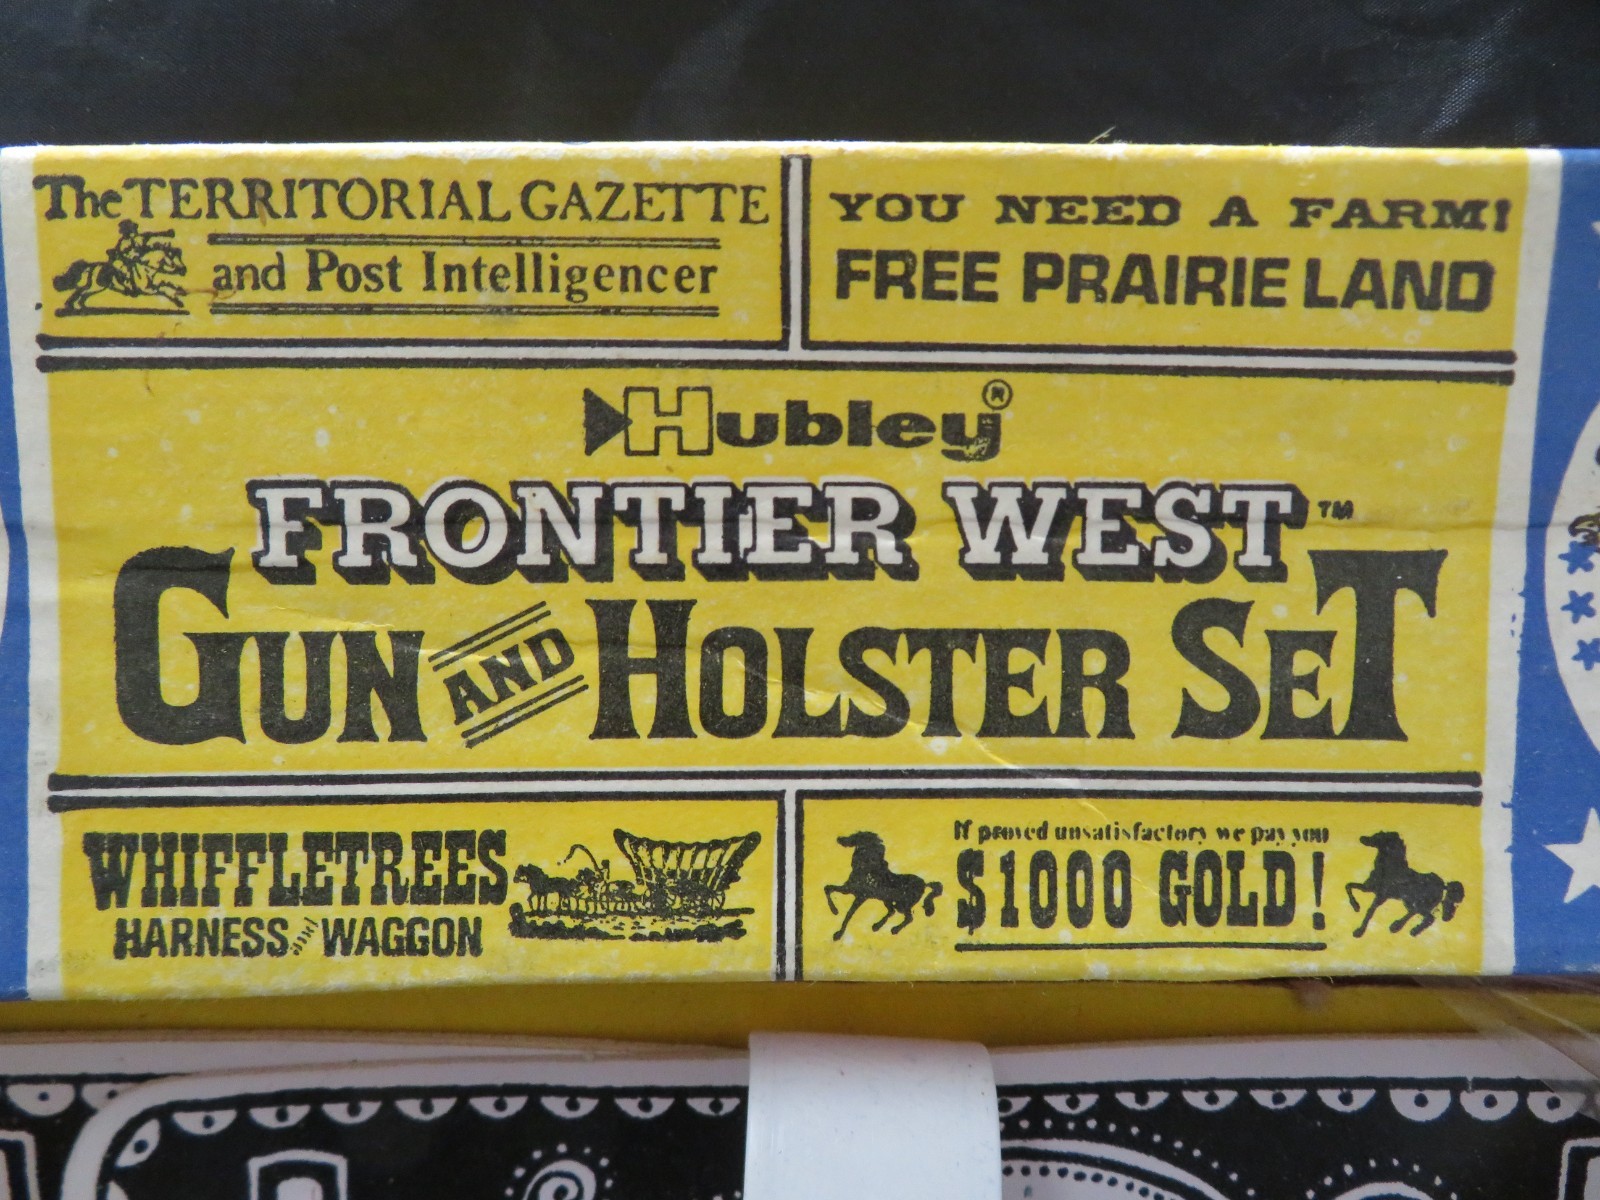 The TERRITORIAL GAZETTE
and Post Intelligencer
YOU NEED A FARM!
FREE PRAIRIE LAND
Hubley®
FRONTIER WEST™
GUN AND HOLSTER SET
WHIFFLETREES
HARNESS and WAGGON
If proved unsatisfactory we pay you
$1000 GOLD!